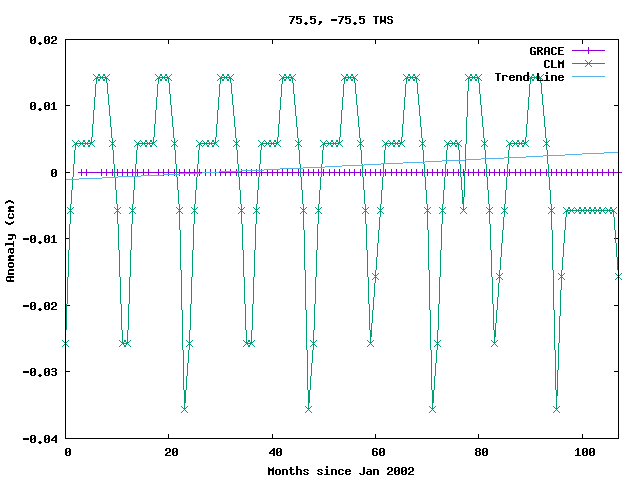 75.5, -75.5 TWS
GRACE
CLM
Trend Line
0.02
0.01
0
-0.01
-0.02
-0.03
-0.04
Anomaly (cm)
0 20 40 60 80 100
Months since Jan 2002